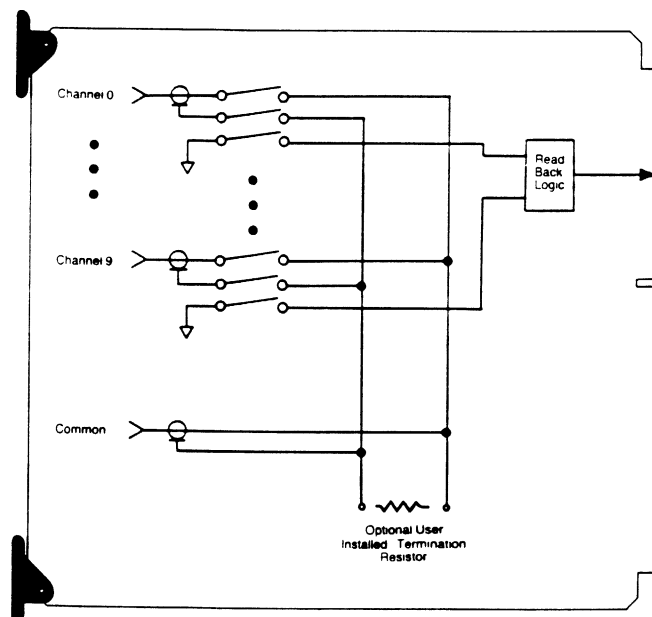 Channel 0
Read
Back
Logic
Channel 9
Common
Optional User
Installed Termination
Resistor